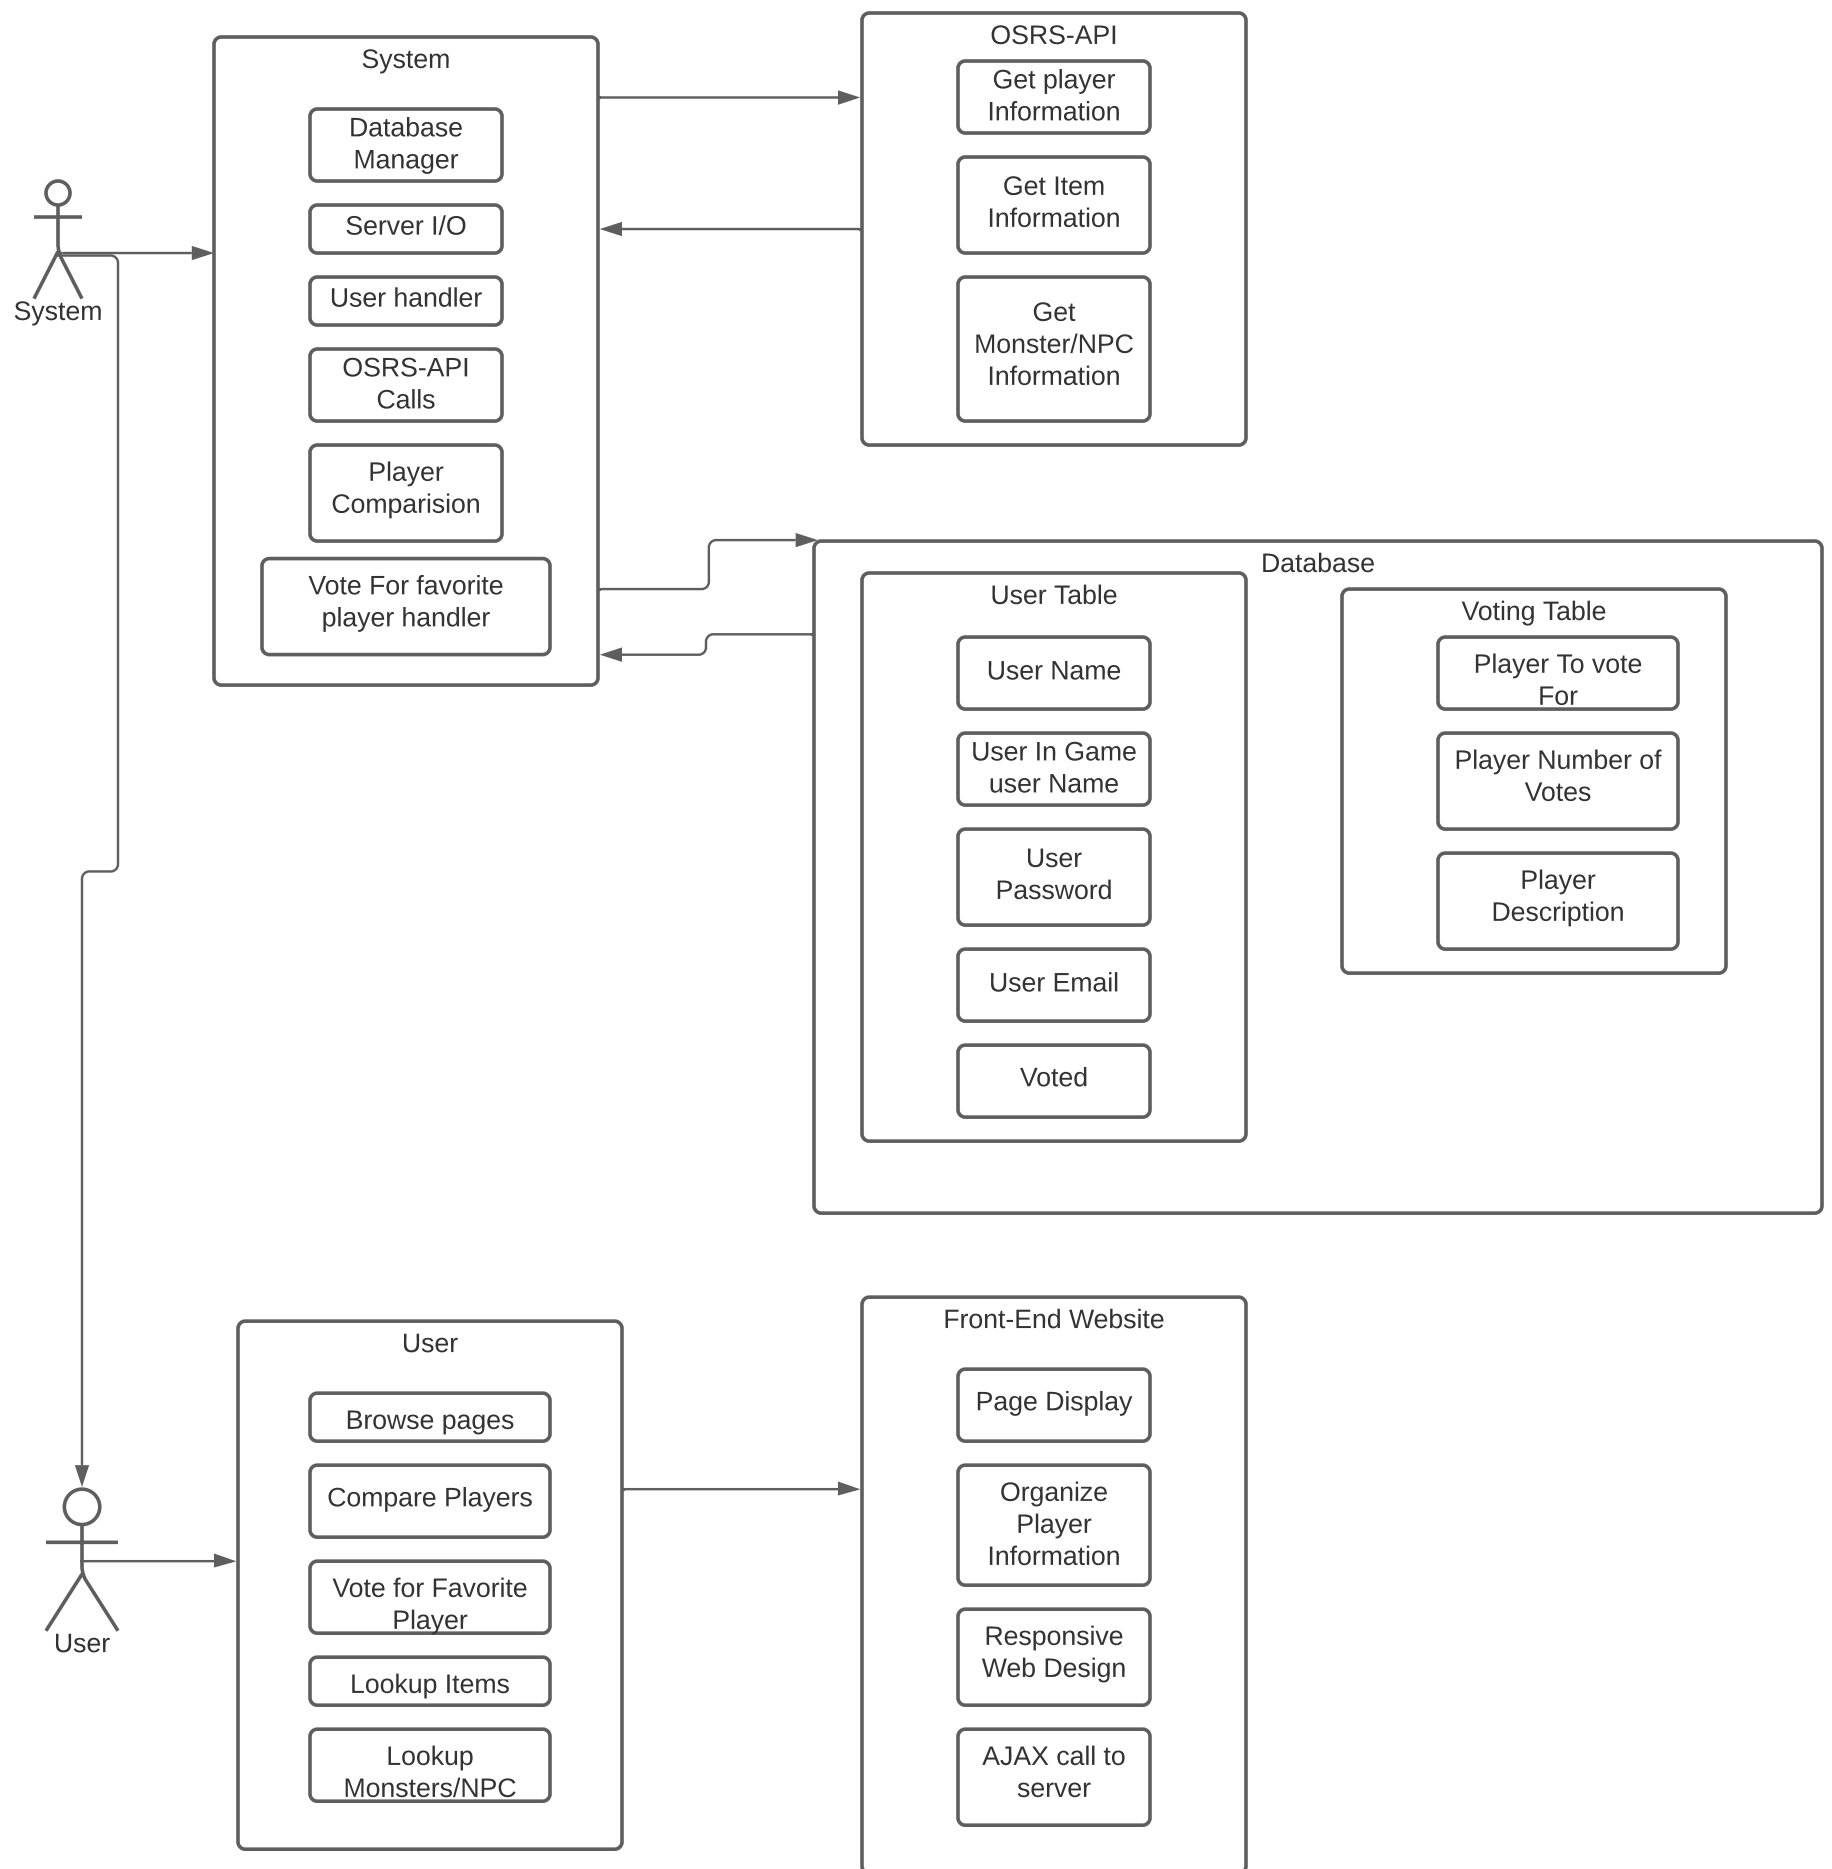 System
System
Database
Manager
Server I/O
User handler
OSRS-API
Calls
Player
Comparision
Vote For favorite
player handler
OSRS-API
Get player
Information
Get Item
Information
Get
Monster/NPC
Information
Database
User Table
User Name
User In Game
user Name
User
Password
User Email
Voted
Voting Table
Player To vote
For
Player Number of
Votes
Player
Description
User
User
Browse pages
Compare Players
Vote for Favorite
Player
Lookup Items
Lookup
Monsters/NPC
Front-End Website
Page Display
Organize
Player
Information
Responsive
Web Design
AJAX call to
server